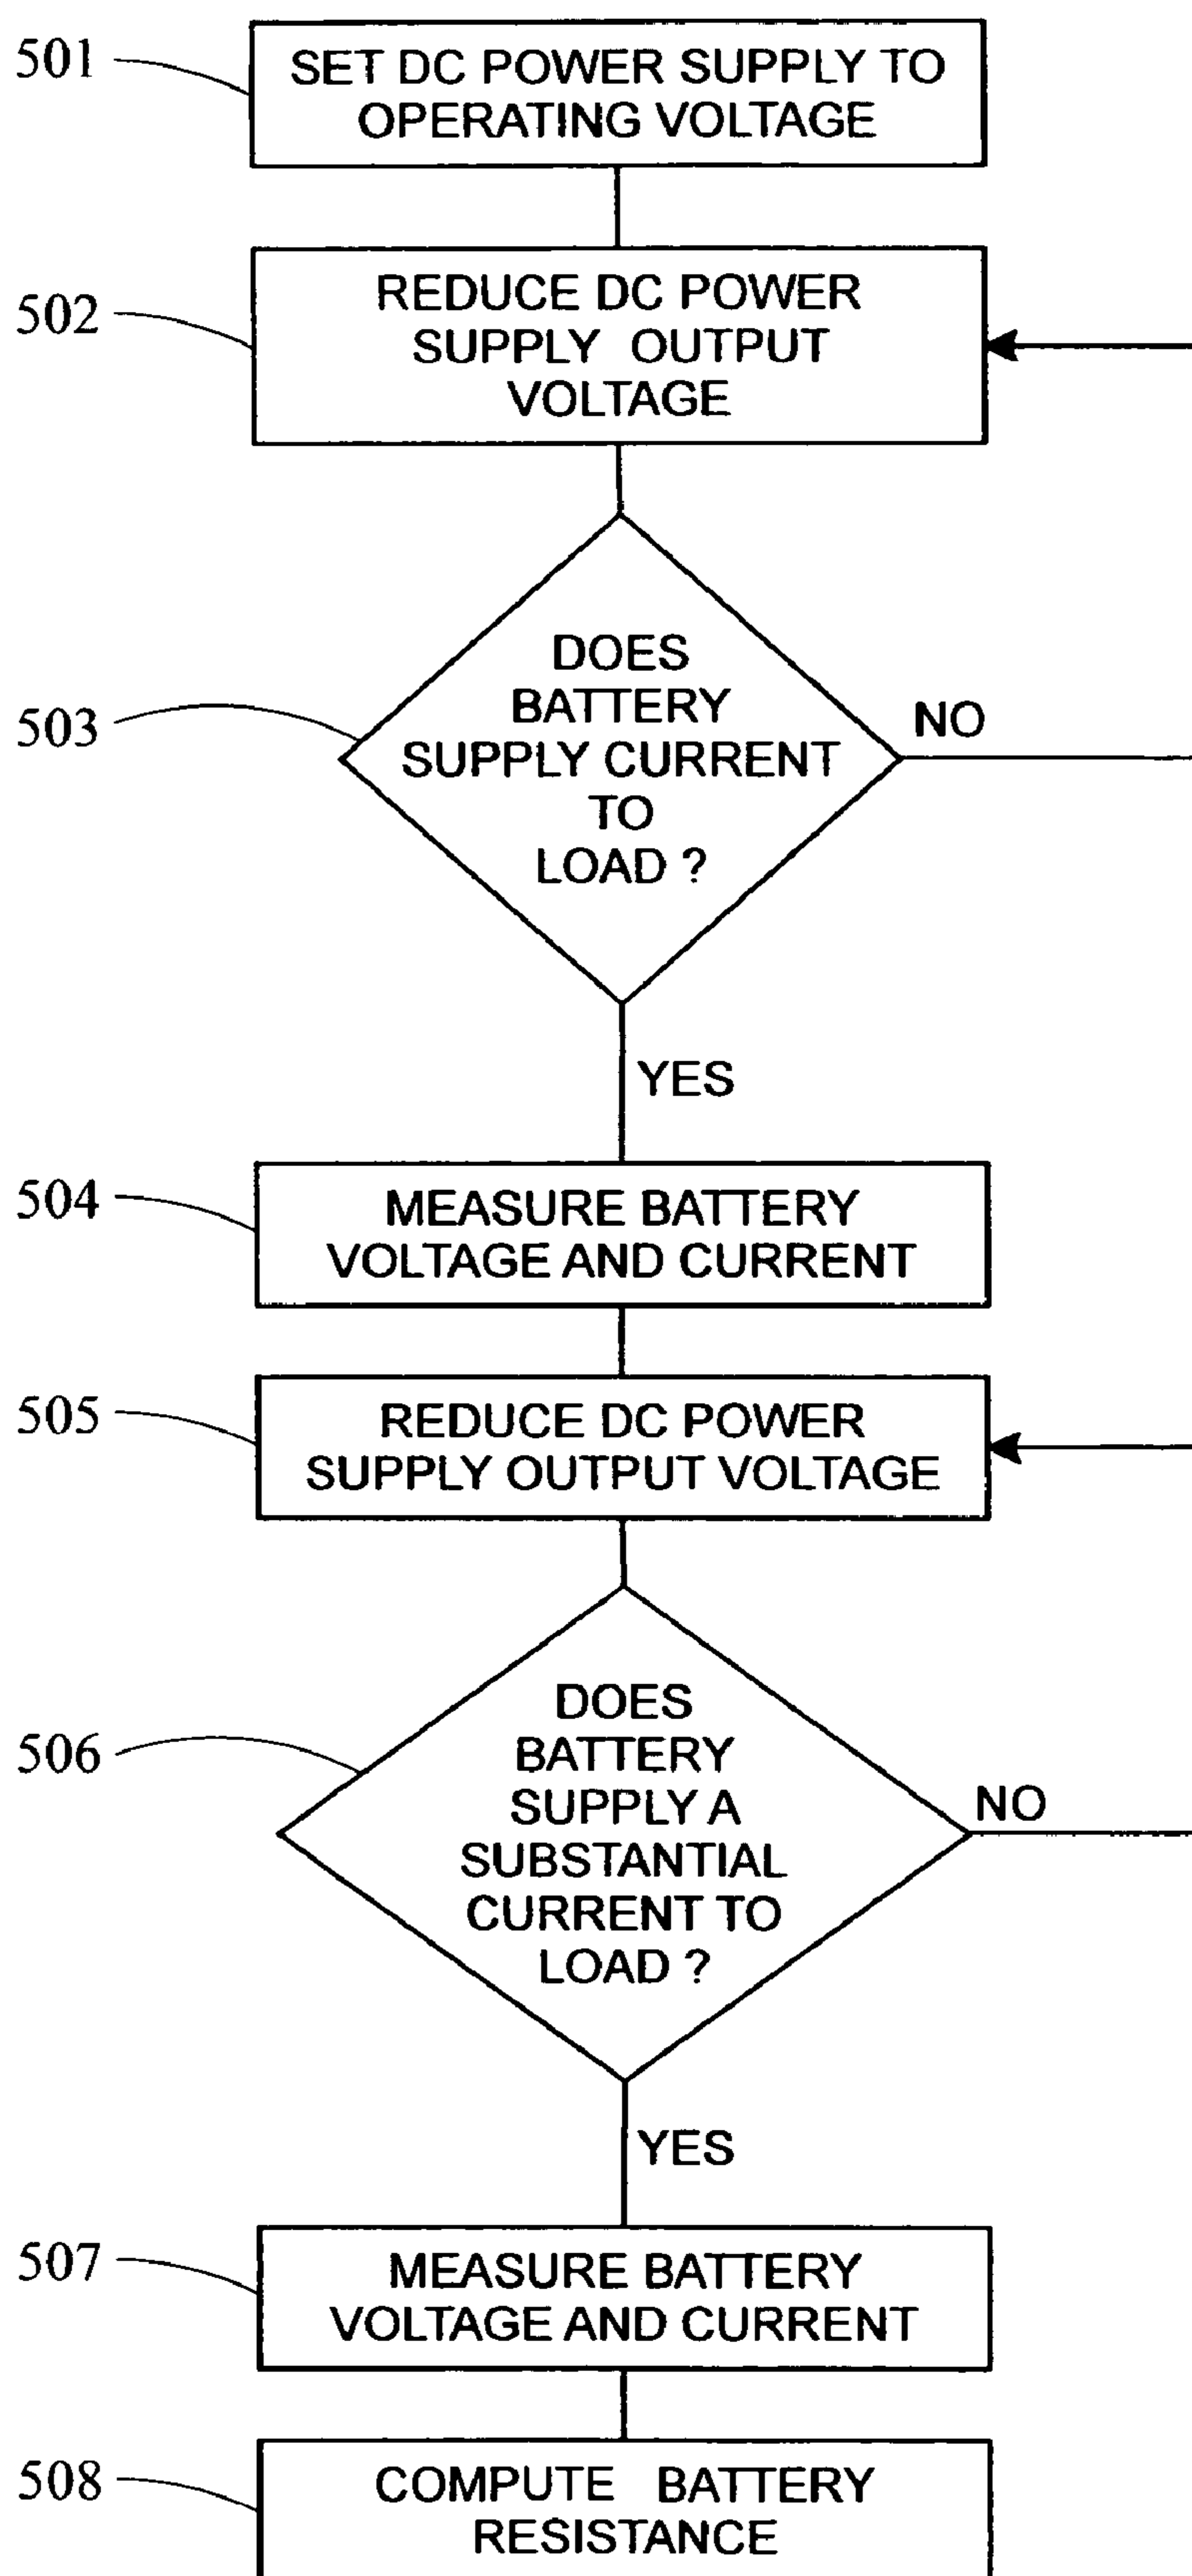 501
SET DC POWER SUPPLY TO
OPERATING VOLTAGE
502
REDUCE DC POWER
SUPPLY OUTPUT
VOLTAGE
503
DOES
BATTERY
SUPPLY CURRENT
TO
LOAD ?
NO
YES
504
MEASURE BATTERY
VOLTAGE AND CURRENT
505
REDUCE DC POWER
SUPPLY OUTPUT VOLTAGE
506
DOES
BATTERY
SUPPLY A
SUBSTANTIAL
CURRENT TO
LOAD ?
NO
YES
507
MEASURE BATTERY
VOLTAGE AND CURRENT
508
COMPUTE BATTERY
RESISTANCE